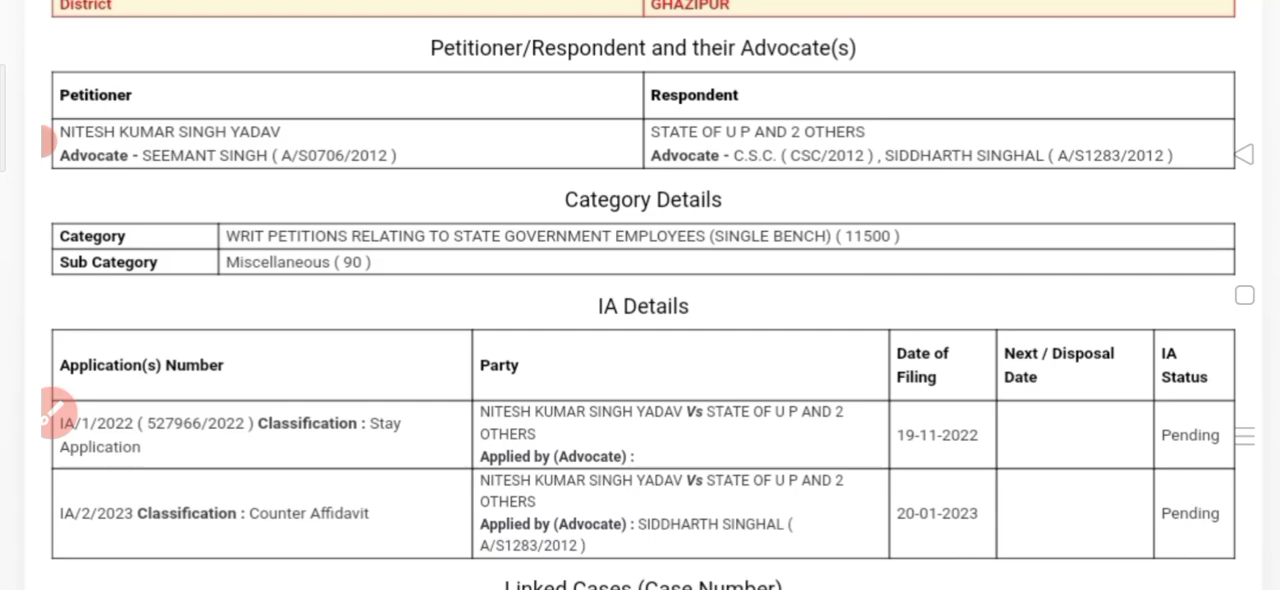 District GHAZIPUR
Petitioner/Respondent and their Advocate(s)
Petitioner Respondent
NITESH KUMAR SINGH YADAV STATE OF U P AND 2 OTHERS
Advocate - SEEMANT SINGH ( A/S0706/2012 ) Advocate - C.S.C. ( CSC/2012 ) , SIDDHARTH SINGHAL ( A/S1283/2012 )
Category Details
Category WRIT PETITIONS RELATING TO STATE GOVERNMENT EMPLOYEES (SINGLE BENCH) ( 11500 )
Sub Category Miscellaneous ( 90 )
IA Details
Application(s) Number Party Date of Filing Next / Disposal Date IA Status
IA/1/2022 ( 527966/2022 ) Classification : Stay
Application
NITESH KUMAR SINGH YADAV Vs STATE OF U P AND 2
OTHERS
Applied by (Advocate) :
19-11-2022
Pending
IA/2/2023 Classification : Counter Affidavit
NITESH KUMAR SINGH YADAV Vs STATE OF U P AND 2
OTHERS
Applied by (Advocate) : SIDDHARTH SINGHAL (
A/S1283/2012 )
20-01-2023
Pending
Linked Cases (Case Number)